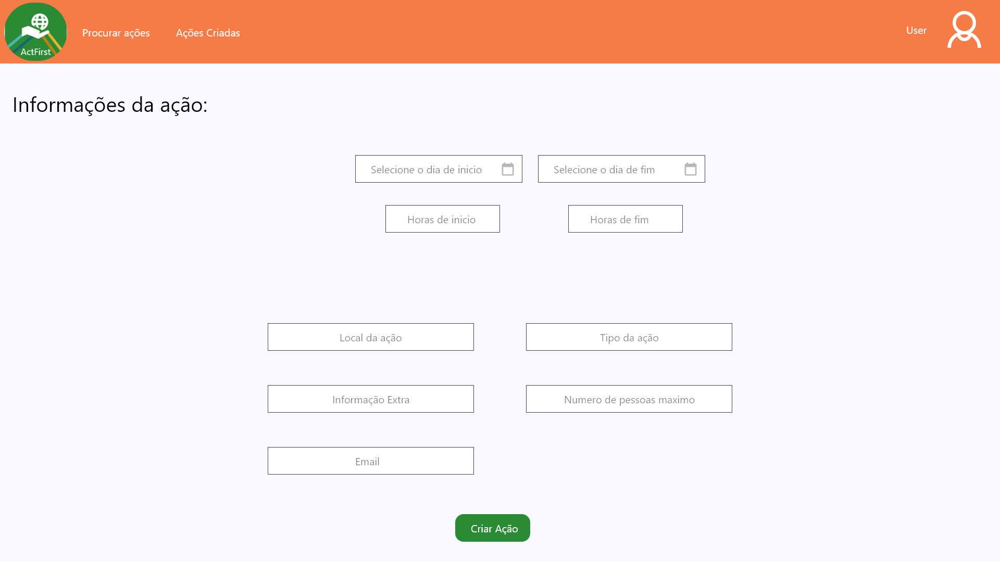 ActFirst
Procurar ações
Ações Criadas
User
Informações da ação:
Selecione o dia de inicio
Selecione o dia de fim
Horas de inicio
Horas de fim
Local da ação
Tipo da ação
Informação Extra
Numero de pessoas maximo
Email
Criar Ação